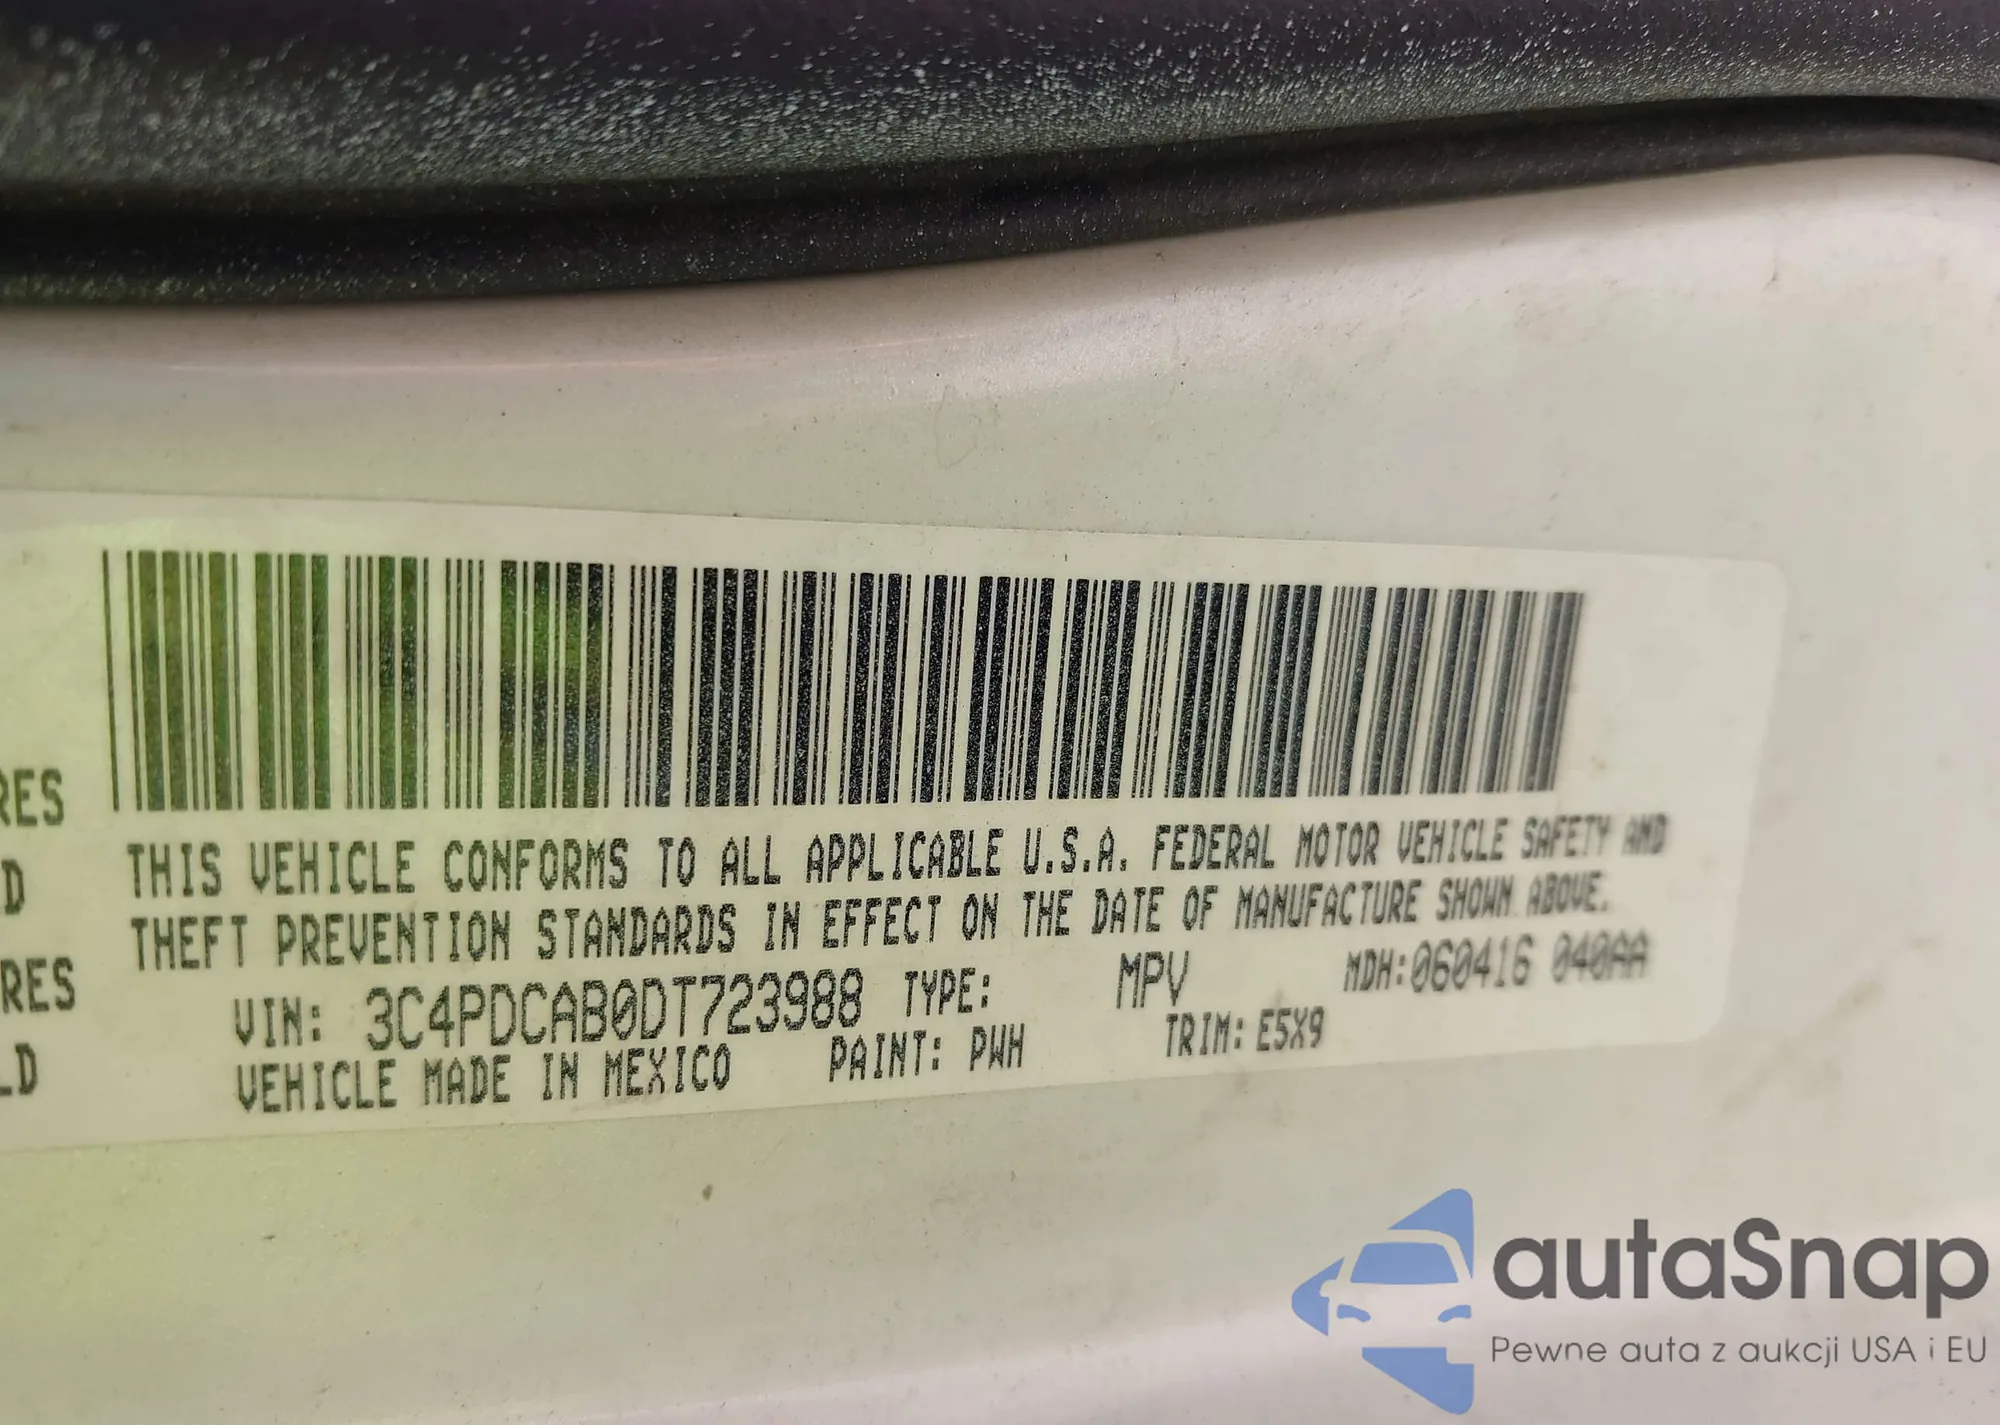 RES
D
RES
LD
THIS VEHICLE CONFORMS TO ALL APPLICABLE U.S.A. FEDERAL MOTOR VEHICLE SAFETY AND
THEFT PREVENTION STANDARDS IN EFFECT ON THE DATE OF MANUFACTURE SHOWN ABOVE.
VIN: 3C4PDCAB0DT723988 TYPE: MPV MDH:060416 040AA
VEHICLE MADE IN MEXICO PAINT: PWH TRIM: E5X9
autaSnap
Pewne auta z aukcji USA i EU